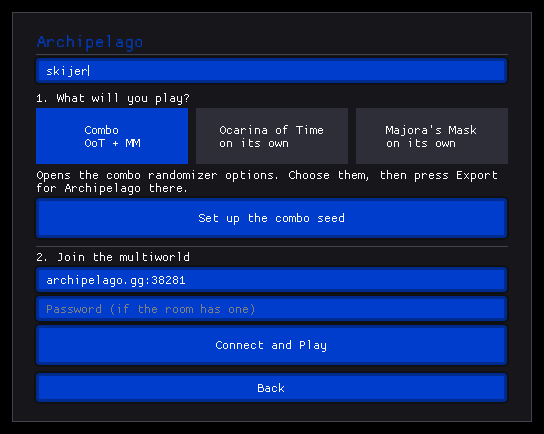 Archipelago
skijer
1. What will you play?
Combo
OoT + MM
Ocarina of Time
on its own
Majora's Mask
on its own
Opens the combo randomizer options. Choose them, then press Export
for Archipelago there.
Set up the combo seed
2. Join the multiworld
archipelago.gg:38281
Password (if the room has one)
Connect and Play
Back